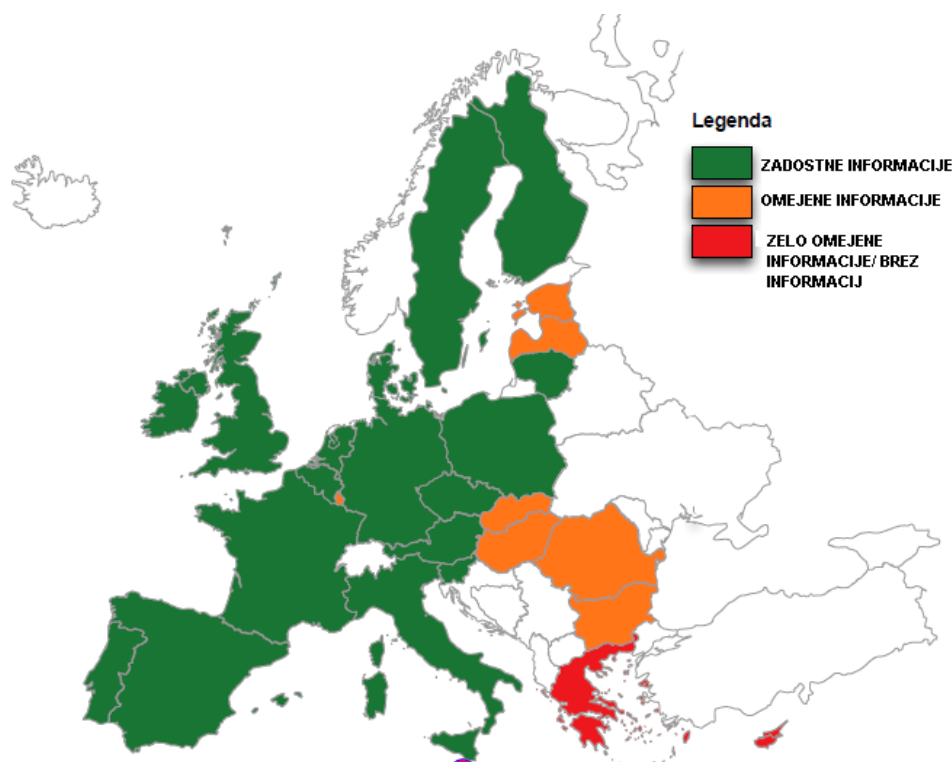 Legenda
ZADOSTNE INFORMACIJE
OMEJENE INFORMACIJE
ZELO OMEJENE
INFORMACIJE/ BREZ
INFORMACIJ